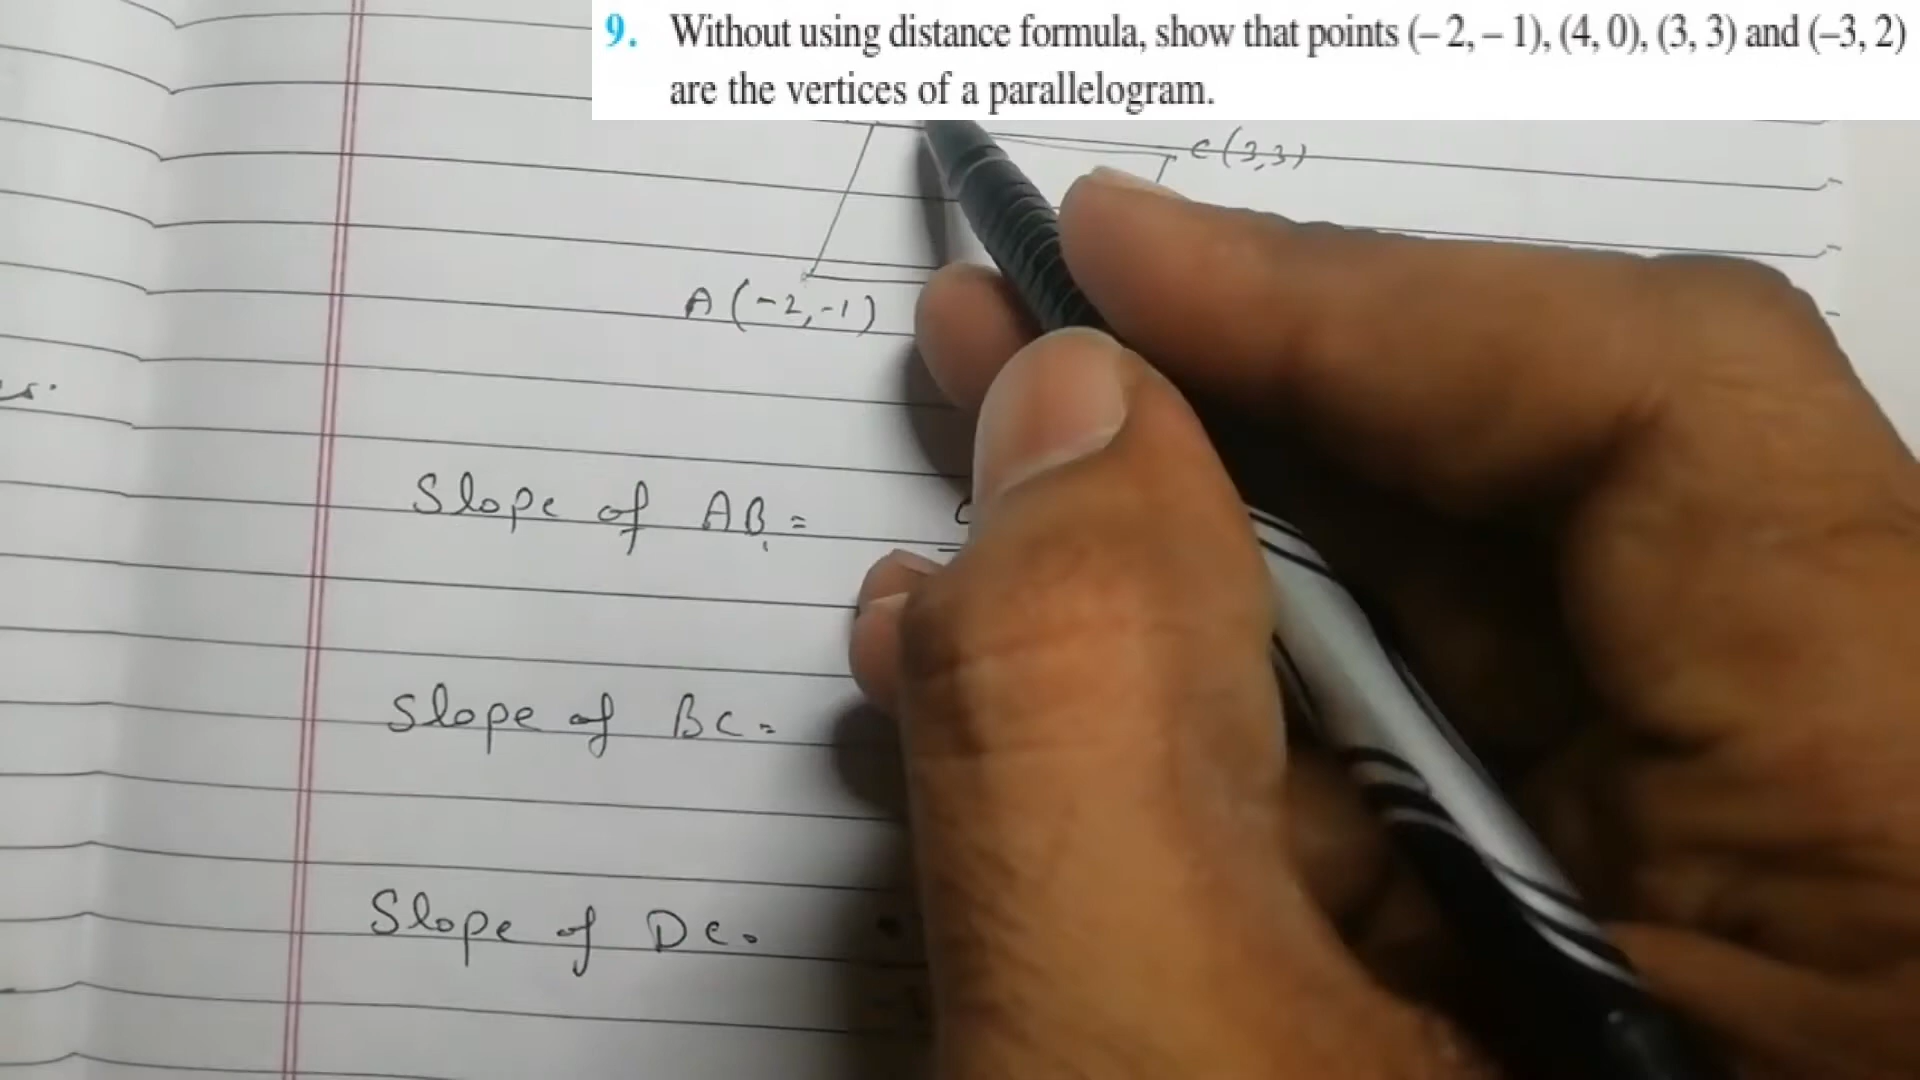 9. Without using distance formula, show that points (– 2, – 1), (4, 0), (3, 3) and (–3, 2)
are the vertices of a parallelogram.
C(3,3)
A(-2,-1)
Slope of AB =
Slope of BC =
Slope of DC =